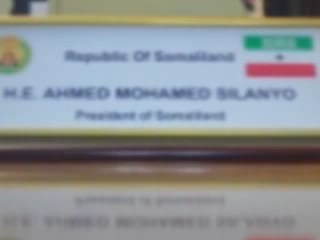 Republic Of Somaliland
H.E. AHMED MOHAMED SILANYO
President of Somaliland